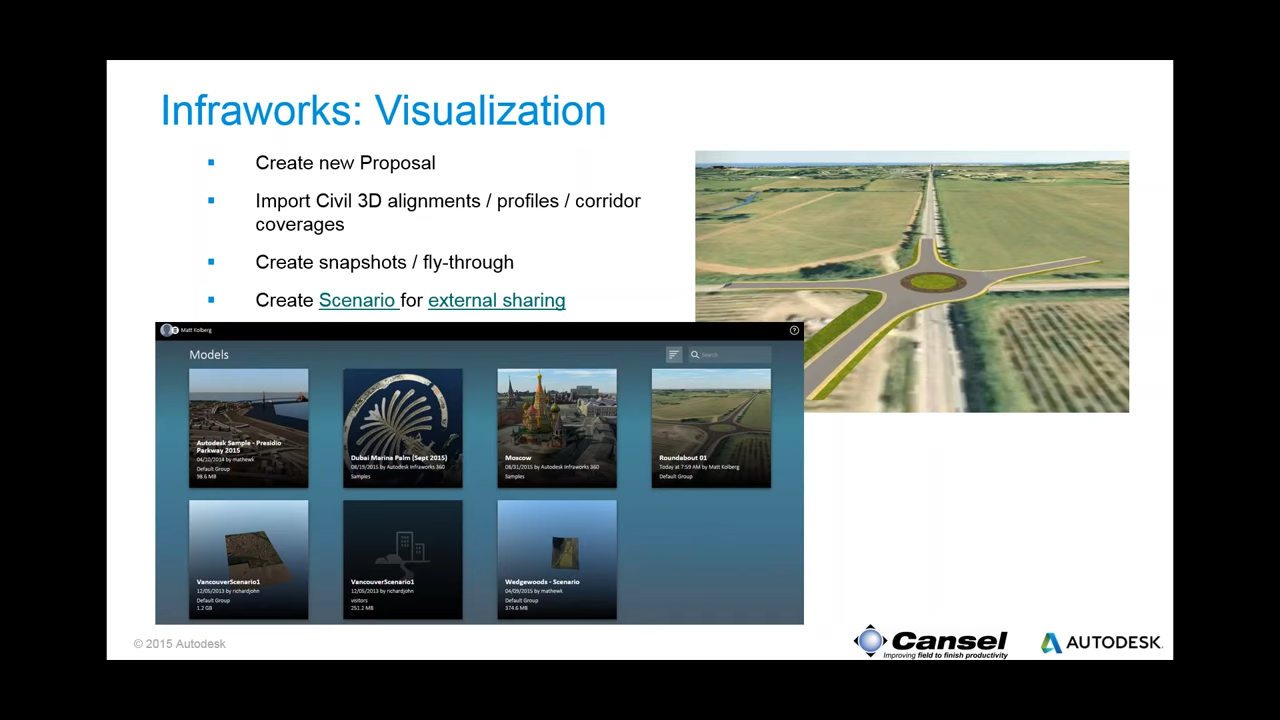 Infraworks: Visualization
Create new Proposal
Import Civil 3D alignments / profiles / corridor
coverages
Create snapshots / fly-through
Create Scenario for external sharing
Matt Kolberg
Models
Search
Autodesk Sample - Presidio
Parkway 2015
04/10/2014 by mathewk
Default Group
98.6 MB
Dubai Marina Palm (Sept 2015)
08/19/2015 by Autodesk Infraworks 360
Samples
Moscow
08/31/2015 by Autodesk Infraworks 360
Samples
Roundabout 01
Today at 7:59 AM by Matt Kolberg
Default Group
VancouverScenario1
12/05/2013 by richardjohn
Default Group
1.2 GB
VancouverScenario1
12/05/2013 by richardjohn
visitors
251.2 MB
Wedgewoods - Scenario
04/09/2015 by mathewk
Default Group
374.6 MB
© 2015 Autodesk
Cansel
Improving field to finish productivity
AUTODESK.